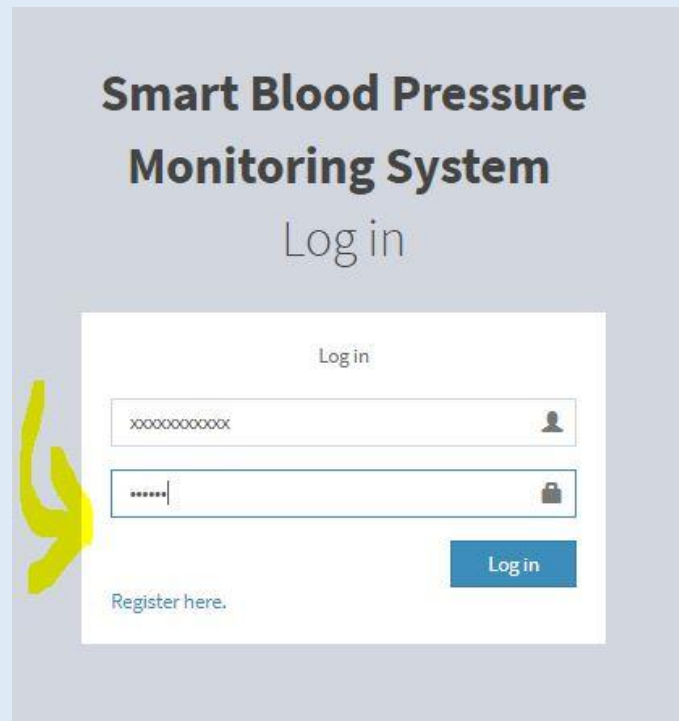 Smart Blood Pressure
Monitoring System
Log in
Log in
xxxxxxxxxxx
••••••
Log in
Register here.